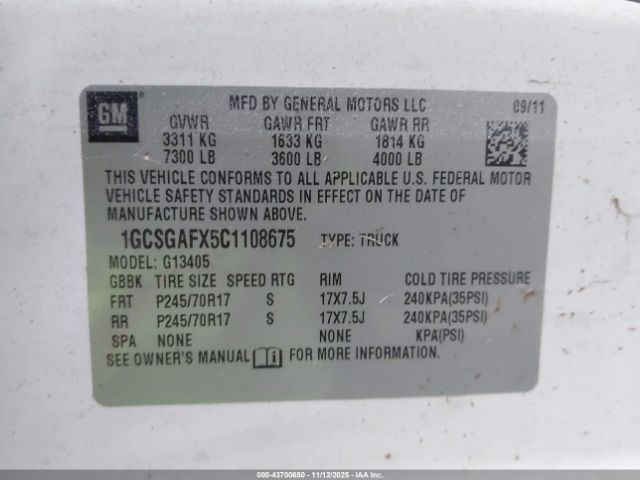 GM
MFD BY GENERAL MOTORS LLC 09/11
GVWR GAWR FRT GAWR RR
3311 KG 1633 KG 1814 KG
7300 LB 3600 LB 4000 LB
THIS VEHICLE CONFORMS TO ALL APPLICABLE U.S. FEDERAL MOTOR
VEHICLE SAFETY STANDARDS IN EFFECT ON THE DATE OF
MANUFACTURE SHOWN ABOVE.
1GCSGAFX5C1108675 TYPE: TRUCK
MODEL: G13405
GBBK TIRE SIZE SPEED RTG RIM COLD TIRE PRESSURE
FRT P245/70R17 S 17X7.5J 240KPA(35PSI)
RR P245/70R17 S 17X7.5J 240KPA(35PSI)
SPA NONE NONE KPA(PSI)
SEE OWNER'S MANUAL FOR MORE INFORMATION.
000-43700650 - 11/12/2025 - IAAI.CA